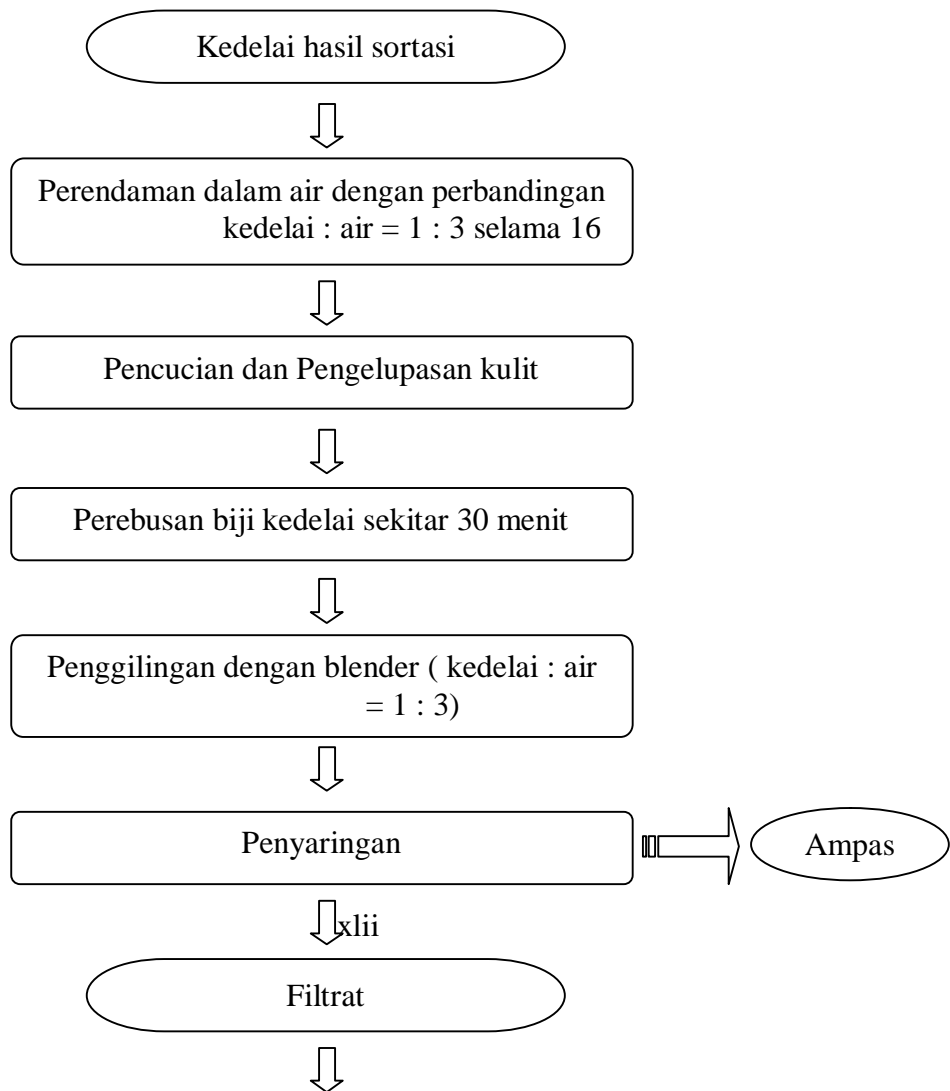 Kedelai hasil sortasi
Perendaman dalam air dengan perbandingan
kedelai : air = 1 : 3 selama 16
Pencucian dan Pengelupasan kulit
Perebusan biji kedelai sekitar 30 menit
Penggilingan dengan blender ( kedelai : air
= 1 : 3)
Penyaringan
Ampas
xlii
Filtrat